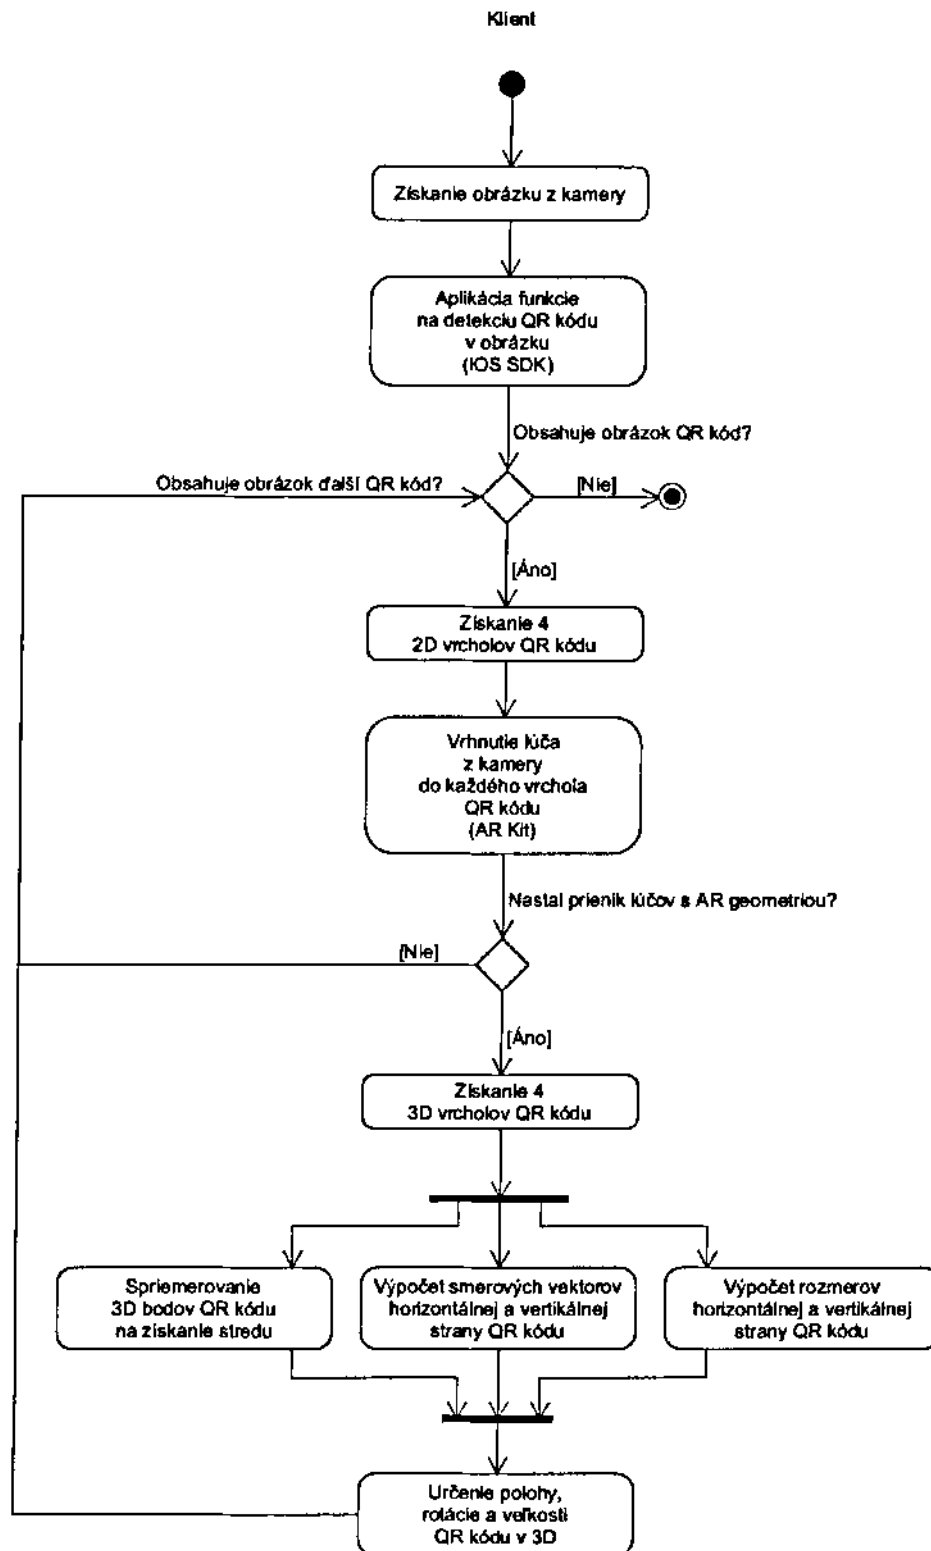 Klient
Získanie obrázku z kamery
Aplikácia funkcie
na detekciu QR kódu
v obrázku
(IOS SDK)
Obsahuje obrázok QR kód?
Obsahuje obrázok ďalší QR kód?
[Nie]
[Áno]
Získanie 4
2D vrcholov QR kódu
Vrhnutie lúča
z kamery
do každého vrchola
QR kódu
(AR Kit)
Nastal prienik lúčov s AR geometriou?
[Nie]
[Áno]
Získanie 4
3D vrcholov QR kódu
Spriemerovanie
3D bodov QR kódu
na získanie stredu
Výpočet smerových vektorov
horizontálnej a vertikálnej
strany QR kódu
Výpočet rozmerov
horizontálnej a vertikálnej
strany QR kódu
Určenie polohy,
rotácie a veľkosti
QR kódu v 3D